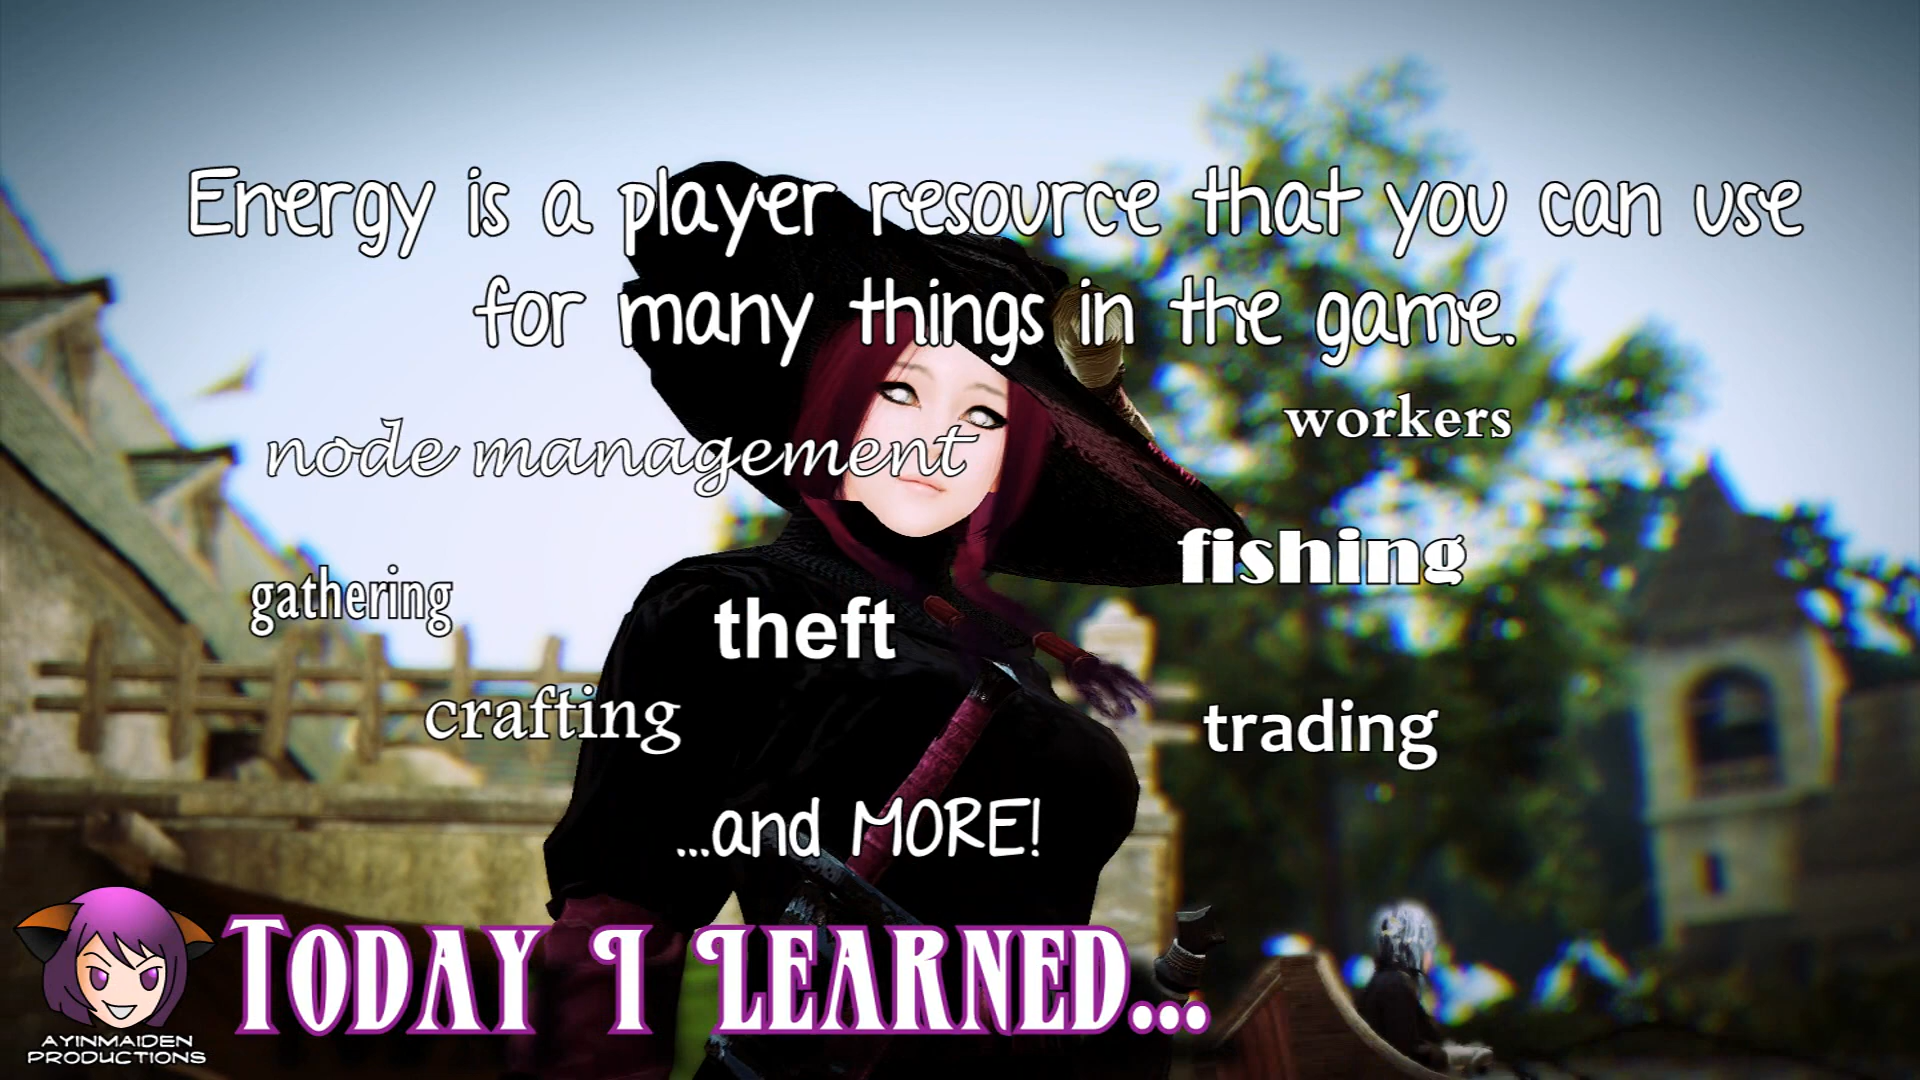 Energy is a player resource that you can use
for many things in the game.
workers
node management
fishing
gathering
theft
crafting
trading
...and MORE!
Today I Learned...
AYINMAIDEN
PRODUCTIONS